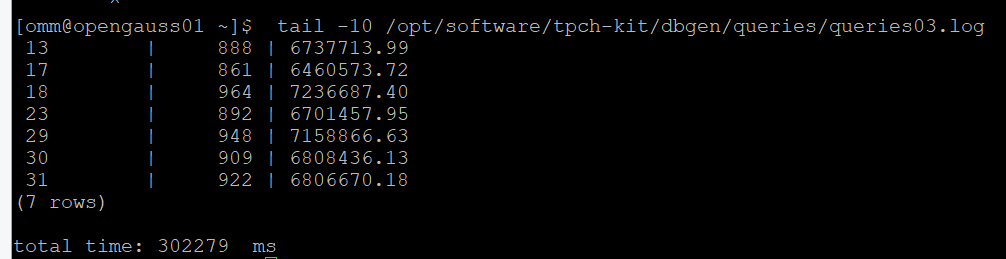 [omm@opengauss01 ~]$  tail -10 /opt/software/tpch-kit/dbgen/queries/queries03.log
 13        |     888 | 6737713.99
 17        |     861 | 6460573.72
 18        |     964 | 7236687.40
 23        |     892 | 6701457.95
 29        |     948 | 7158866.63
 30        |     909 | 6808436.13
 31        |     922 | 6806670.18
(7 rows)
total time: 302279  ms